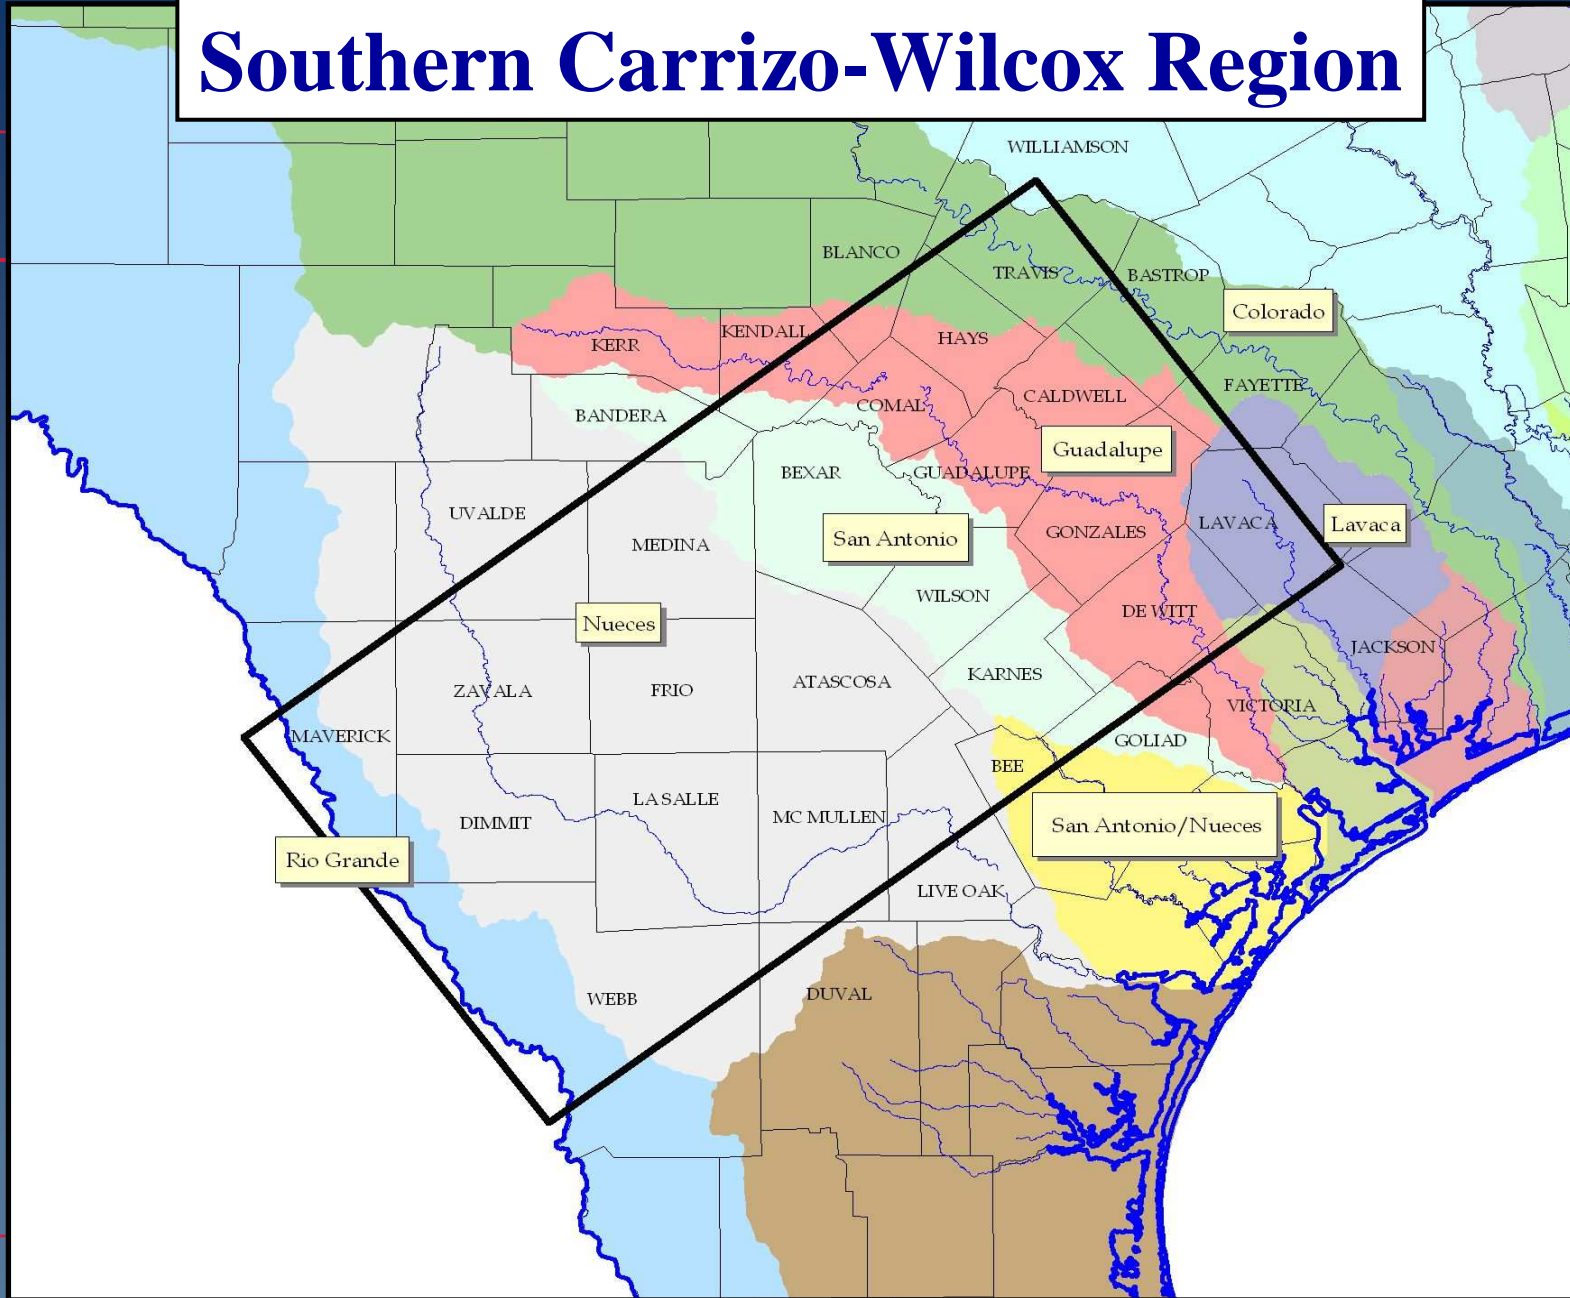 Southern Carrizo-Wilcox Region
WILLIAMSON
BLANCO
TRAVIS
BASTROP
Colorado
KERR
KENDALL
HAYS
FAYETTE
BANDERA
COMAL
CALDWELL
Guadalupe
BEXAR
GUADALUPE
UVALDE
MEDINA
San Antonio
GONZALES
LAVACA
Lavaca
Nueces
WILSON
DE WITT
JACKSON
ZAVALA
FRIO
ATASCOSA
KARNES
VICTORIA
MAVERICK
GOLIAD
BEE
DIMMIT
LA SALLE
MC MULLEN
San Antonio/Nueces
Rio Grande
LIVE OAK
WEBB
DUVAL